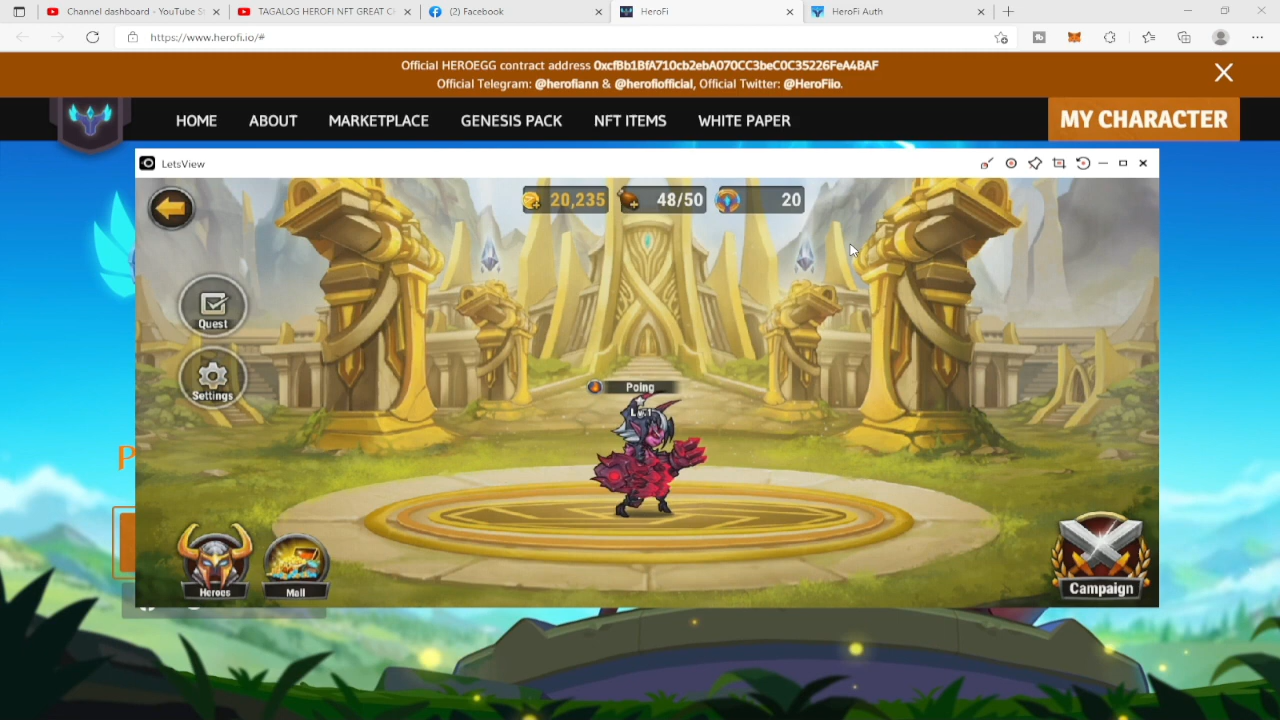 Channel dashboard - YouTube St
TAGALOG HEROFI NFT GREAT C
(2) Facebook
HeroFi
HeroFi Auth
https://www.herofi.io/#
Official HEROEGG contract address 0xcfBb1BfA710cb2ebA070CC3beC0C35226FeA4BAF
Official Telegram: @herofiann & @herofiofficial, Official Twitter: @HeroFiio.
HOME
ABOUT
MARKETPLACE
GENESIS PACK
NFT ITEMS
WHITE PAPER
MY CHARACTER
LetsView
20,235
48/50
20
Quest
Settings
Poing
P
Heroes
Mall
Campaign